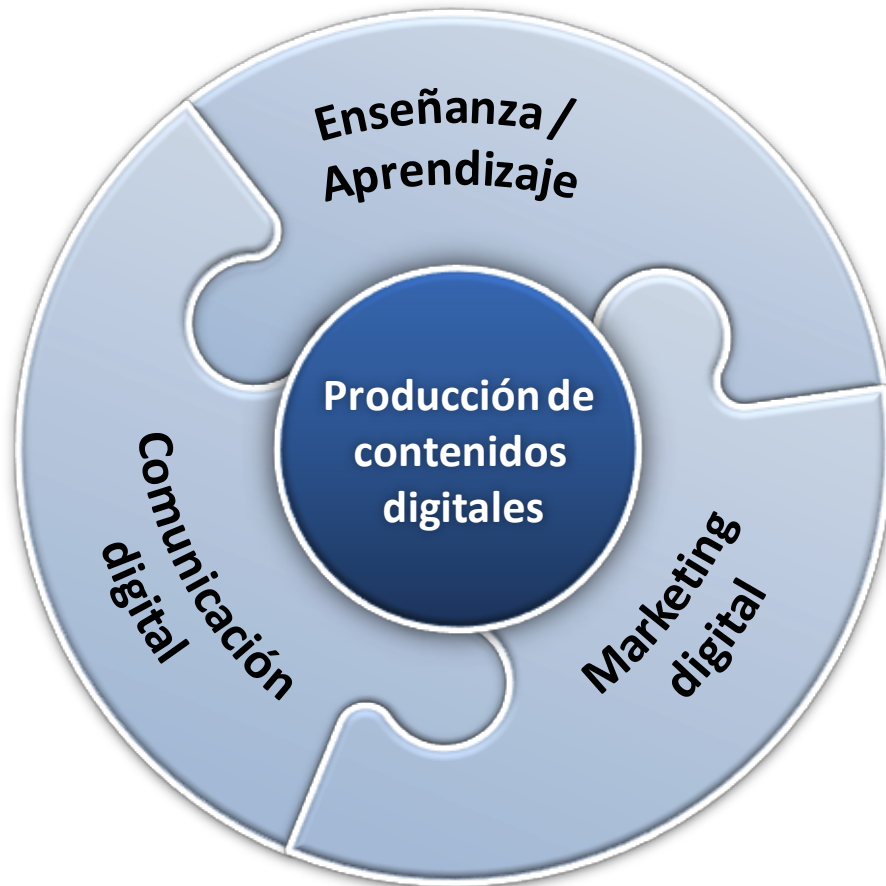 Enseñanza /
Aprendizaje
Producción de
contenidos
digitales
Comunicación
digital
Marketing
digital